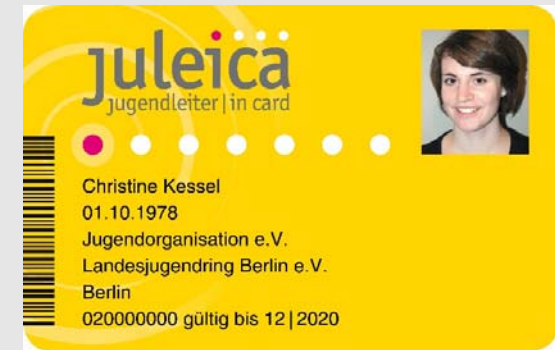 juleica
jugendleiter|in card
Christine Kessel
01.10.1978
Jugendorganisation e.V.
Landesjugendring Berlin e.V.
Berlin
020000000 gültig bis 12|2020